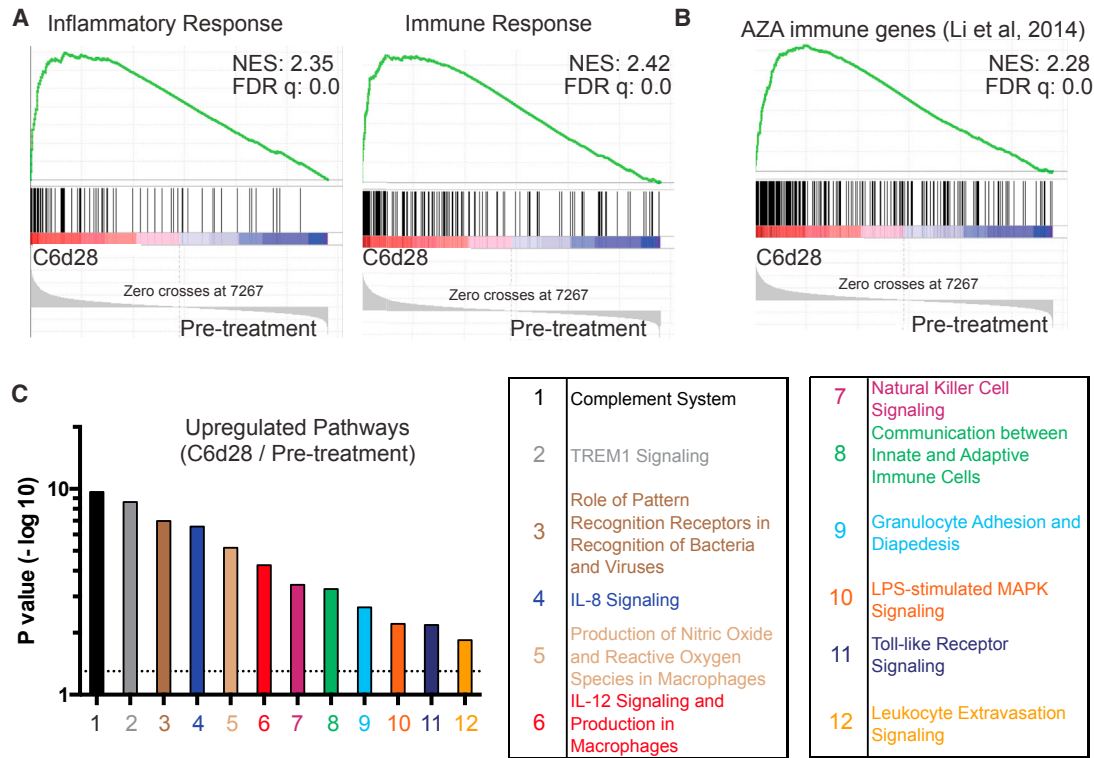 A
Inflammatory Response
NES: 2.35
FDR q: 0.0
C6d28
Zero crosses at 7267
Pre-treatment
Immune Response
NES: 2.42
FDR q: 0.0
C6d28
Zero crosses at 7267
Pre-treatment
B
AZA immune genes (Li et al, 2014)
NES: 2.28
FDR q: 0.0
C6d28
Zero crosses at 7267
Pre-treatment
C
Upregulated Pathways
(C6d28 / Pre-treatment)
P value (- log 10)
10
1
1 2 3 4 5 6 7 8 9 10 11 12
1 Complement System
2 TREM1 Signaling
3 Role of Pattern
Recognition Receptors in
Recognition of Bacteria
and Viruses
4 IL-8 Signaling
5 Production of Nitric Oxide
and Reactive Oxygen
Species in Macrophages
6 IL-12 Signaling and
Production in
Macrophages
7 Natural Killer Cell
Signaling
8 Communication between
Innate and Adaptive
Immune Cells
9 Granulocyte Adhesion and
Diapedesis
10 LPS-stimulated MAPK
Signaling
11 Toll-like Receptor
Signaling
12 Leukocyte Extravasation
Signaling